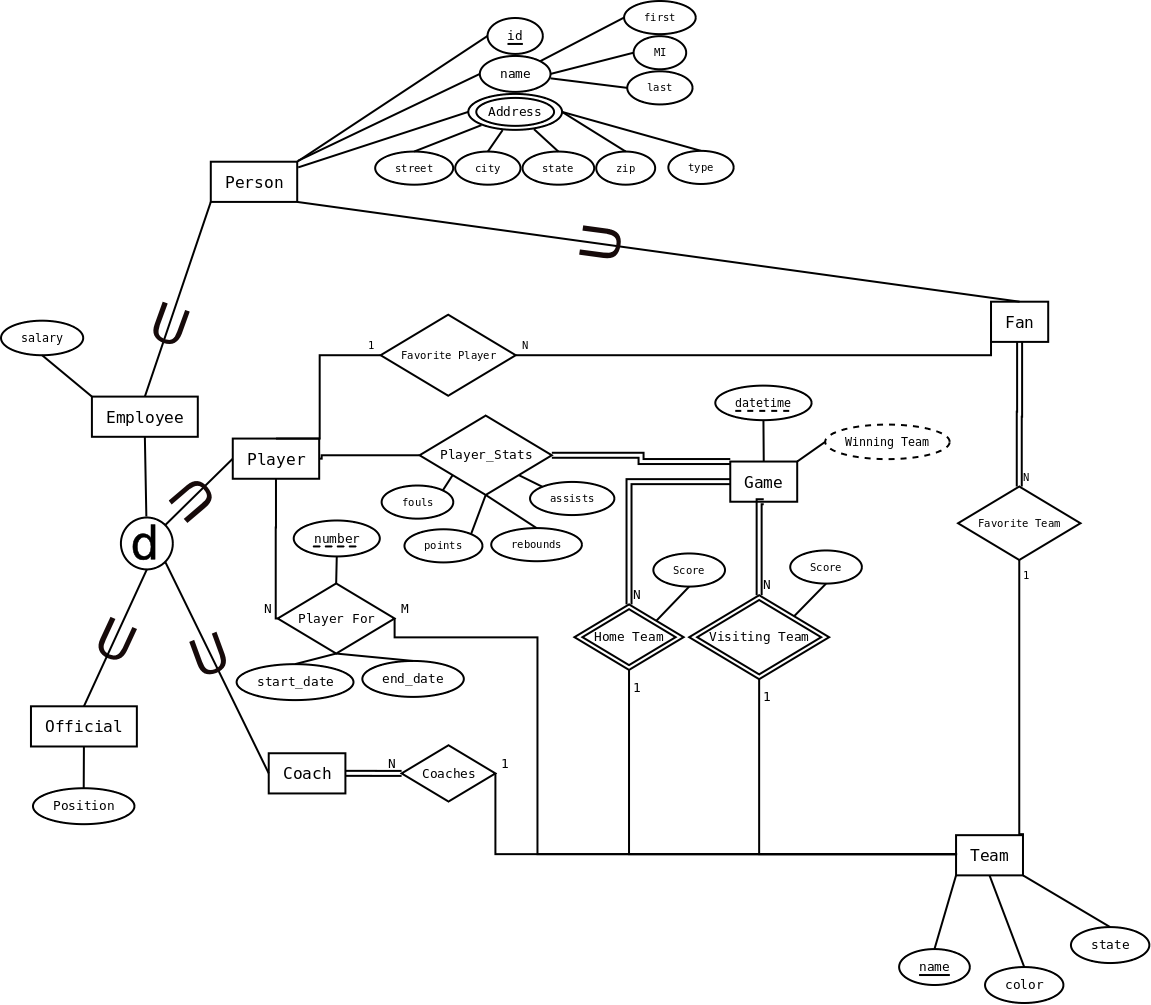 first
id
MI
name
last
Address
street
city
state
zip
type
Person
Fan
salary
1
N
Favorite Player
datetime
Employee
Winning Team
Player
Player_Stats
Game
N
fouls
assists
Favorite Team
number
points
rebounds
d
Score
Score
1
N
N
N
M
Player For
Home Team
Visiting Team
start_date
end_date
1
1
Official
N
1
Coach
Coaches
Position
Team
state
name
color